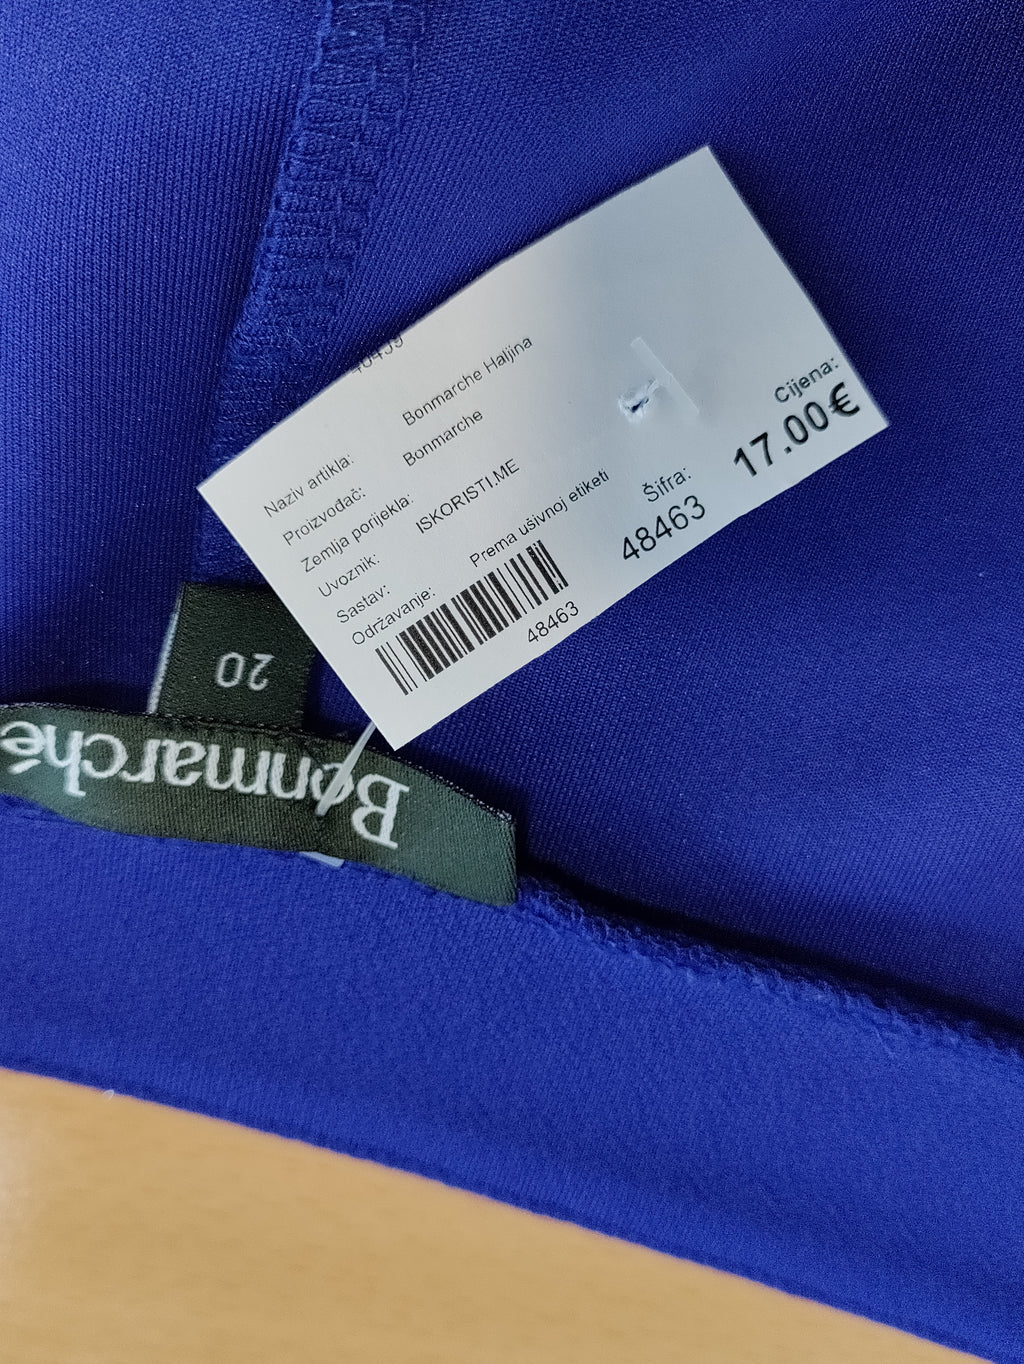 Naziv artikla: Bonmarche Haljina
Proizvođač: Bonmarche
Zemlja porijekla:
Uvoznik: ISKORISTI.ME
Sastav:
Održavanje: Prema ušivnoj etiketi
48463
Šifra:
48463
Cijena:
17.00€
20
Bonmarché